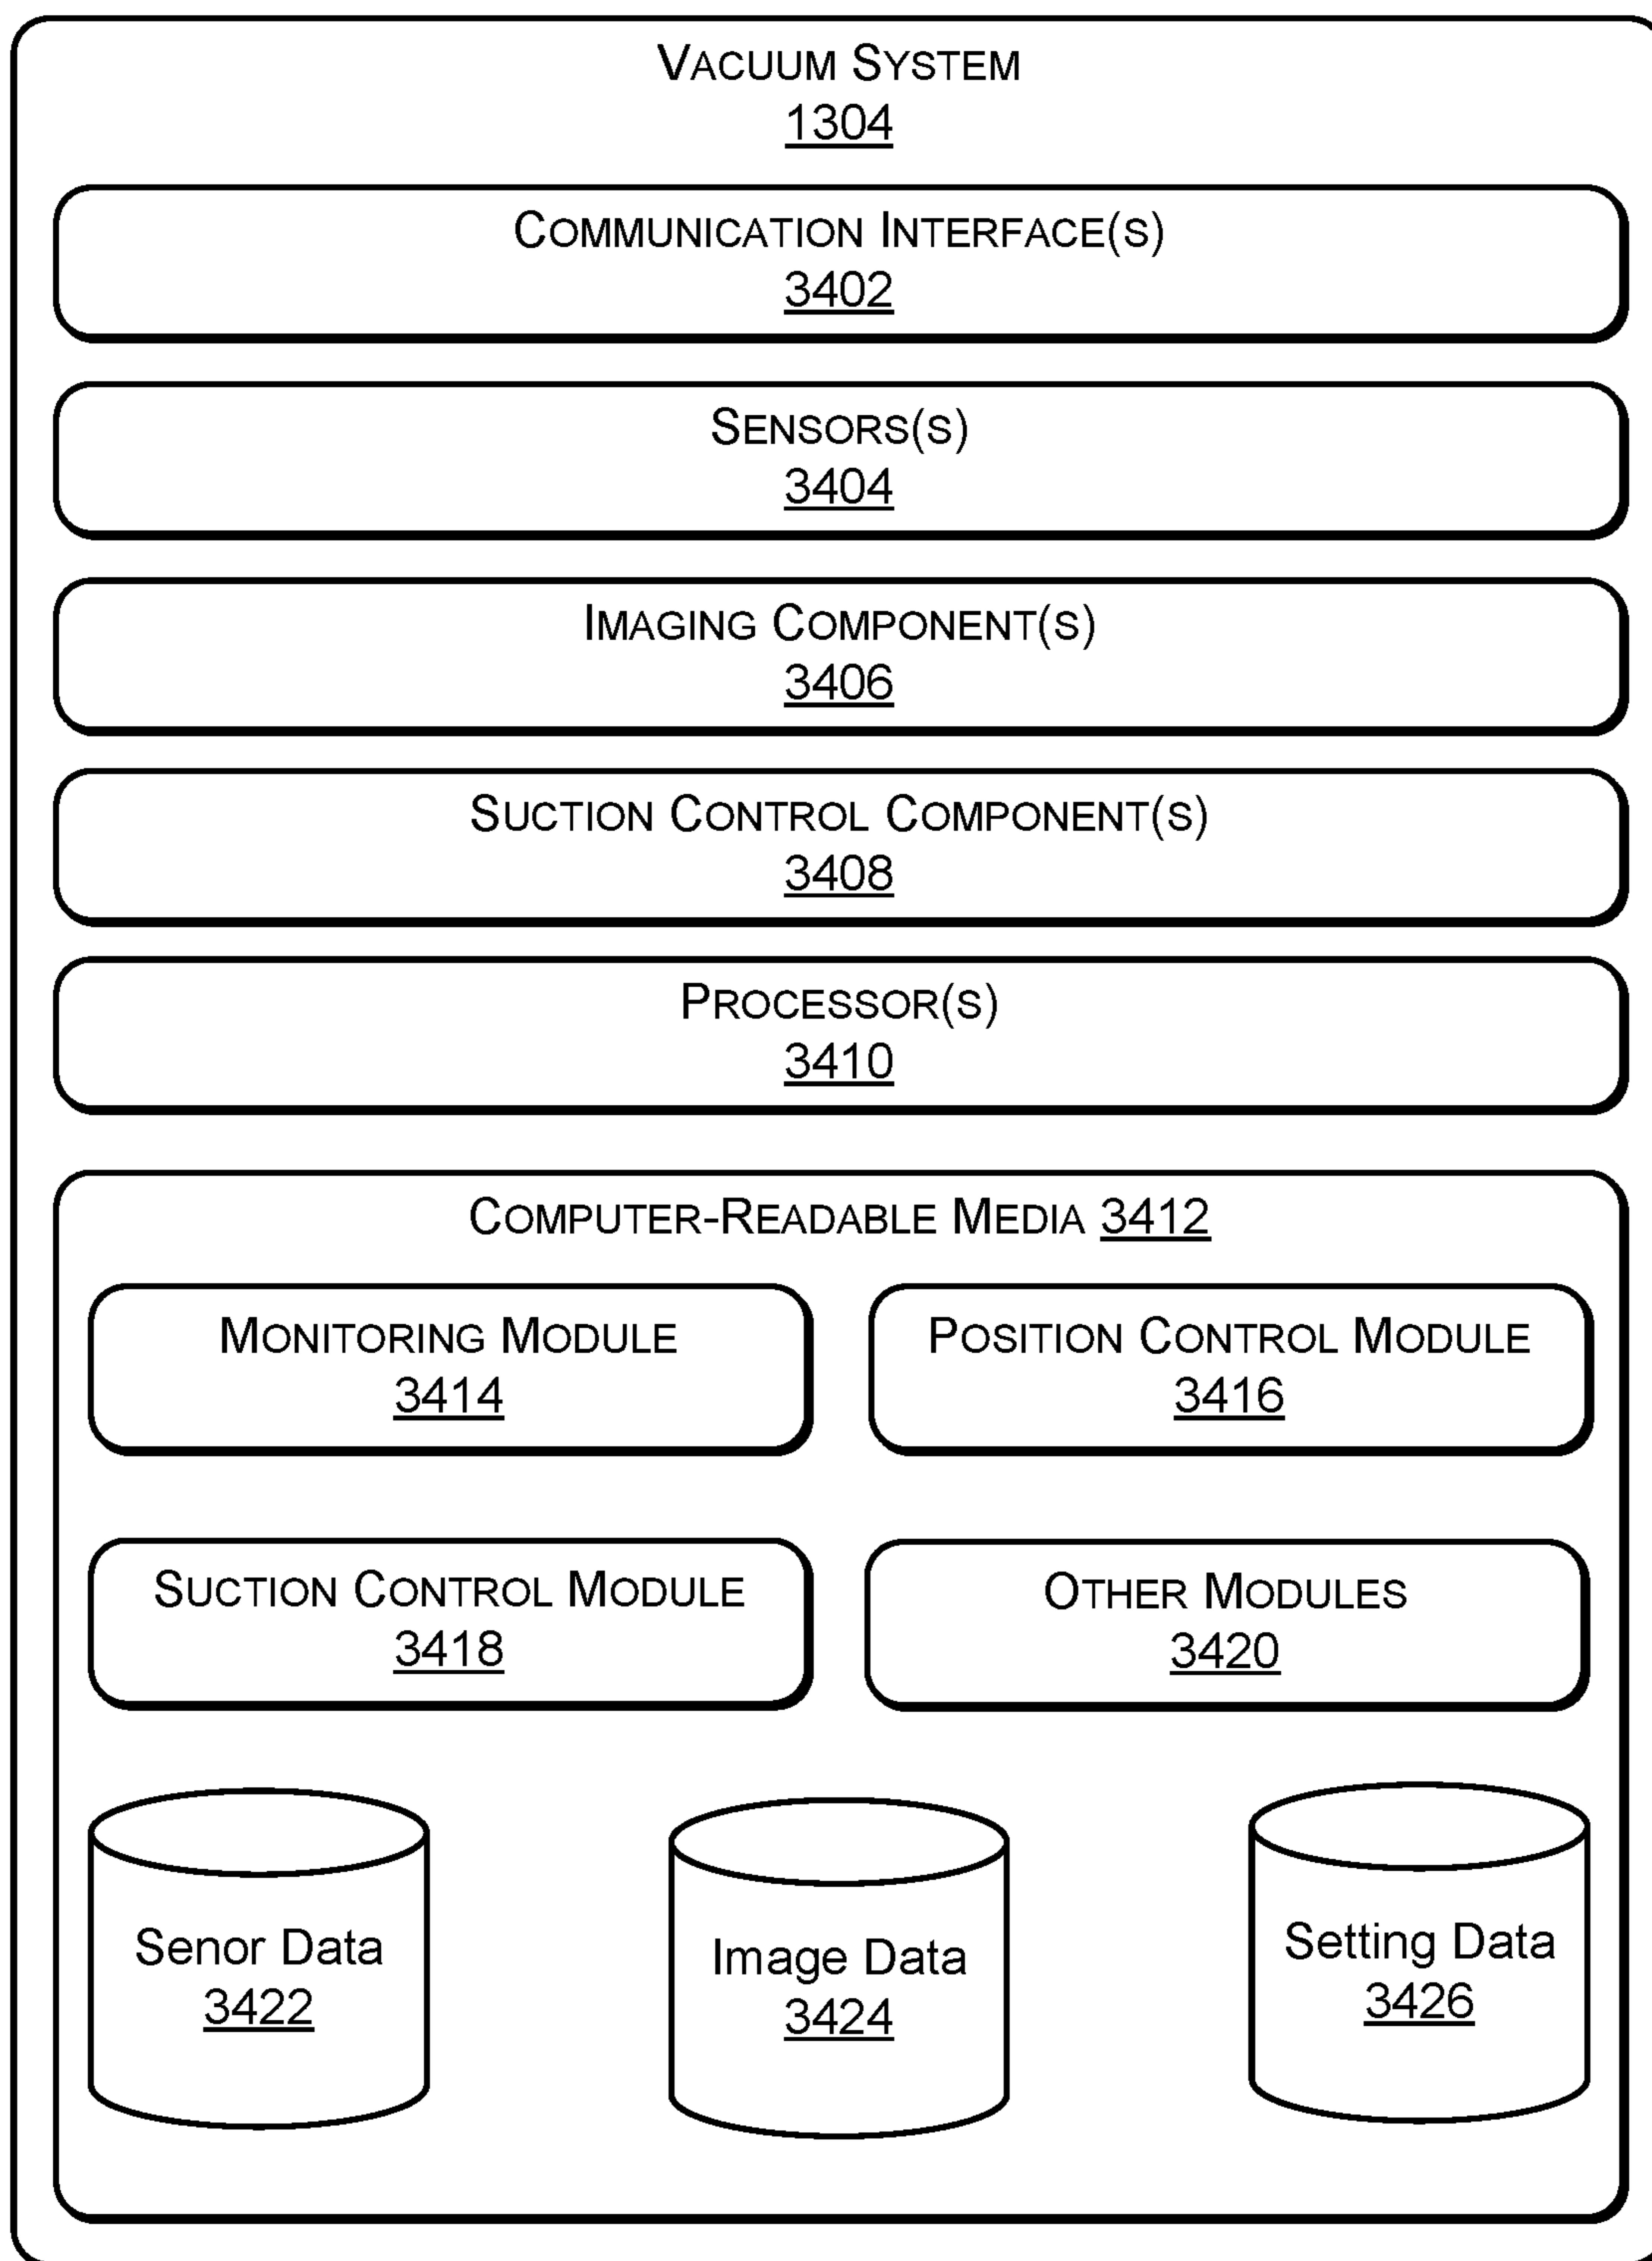 VACUUM SYSTEM
1304
COMMUNICATION INTERFACE(S)
3402
SENSORS(S)
3404
IMAGING COMPONENT(S)
3406
SUCTION CONTROL COMPONENT(S)
3408
PROCESSOR(S)
3410
COMPUTER-READABLE MEDIA 3412
MONITORING MODULE
3414
POSITION CONTROL MODULE
3416
SUCTION CONTROL MODULE
3418
OTHER MODULES
3420
Senor Data
3422
Image Data
3424
Setting Data
3426